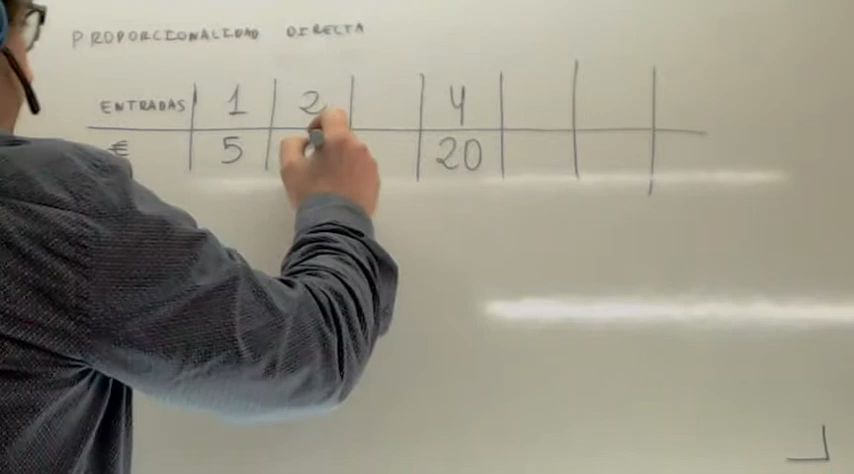 PROPORCIONALIDAD DIRECTA
ENTRADAS 1 2 4
€ 5 20